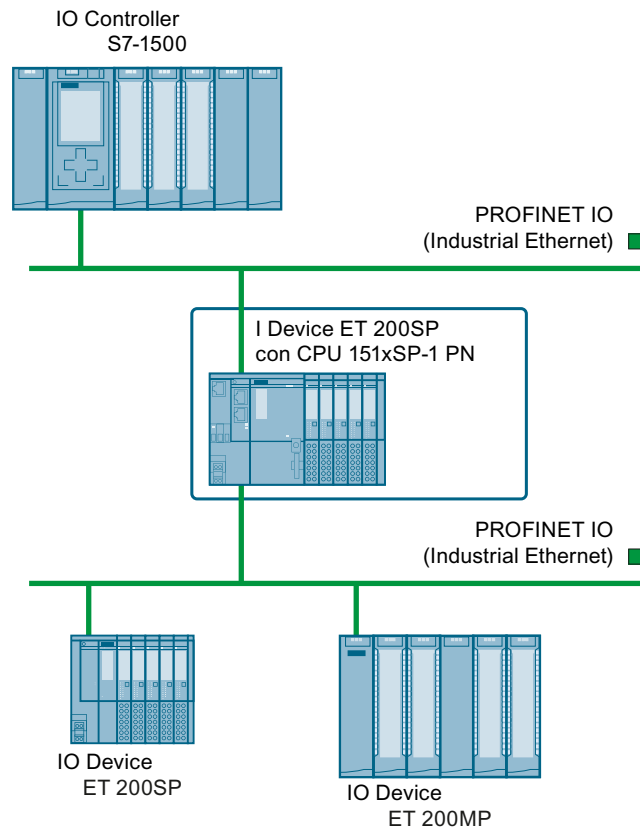 IO Controller
S7-1500
PROFINET IO
(Industrial Ethernet)
I Device ET 200SP
con CPU 151xSP-1 PN
PROFINET IO
(Industrial Ethernet)
IO Device
ET 200SP
IO Device
ET 200MP